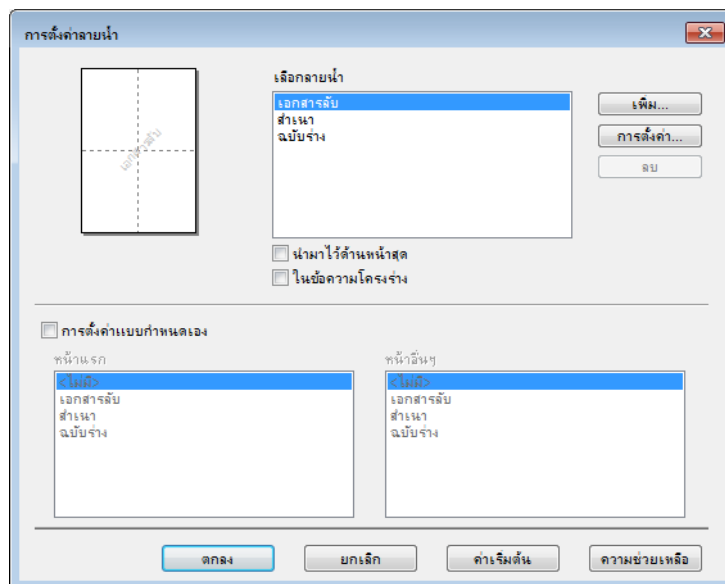 การตั้งค่าลายน้ำ
เลือกลายน้ำ
เอกสารลับ
สำเนา
ฉบับร่าง
เพิ่ม...
การตั้งค่า...
ลบ
เอกสารลับ
นำมาไว้ด้านหน้าสุด
ในข้อความโครงร่าง
การตั้งค่าแบบกำหนดเอง
หน้าแรก
<ไม่มี>
เอกสารลับ
สำเนา
ฉบับร่าง
หน้าอื่นๆ
<ไม่มี>
เอกสารลับ
สำเนา
ฉบับร่าง
ตกลง
ยกเลิก
ค่าเริ่มต้น
ความช่วยเหลือ